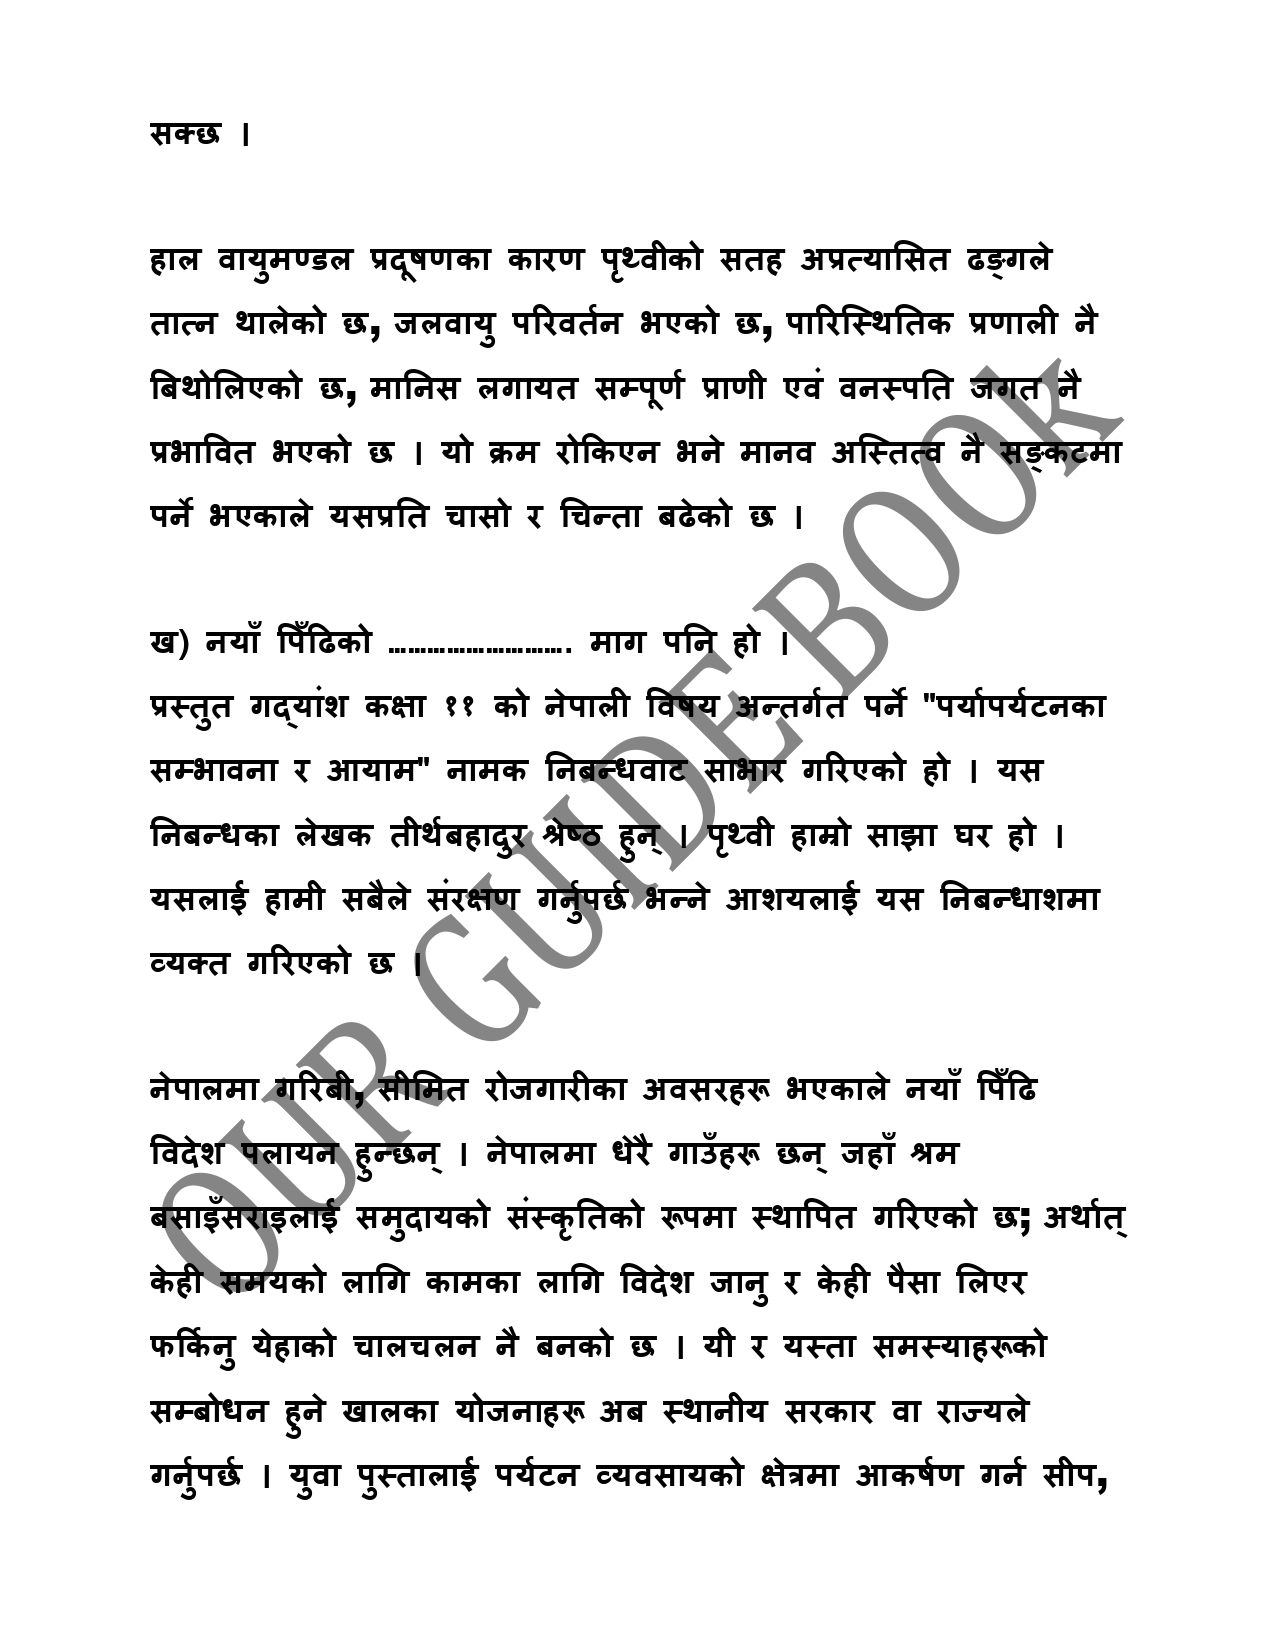 सक्छ ।
हाल वायुमण्डल प्रदूषणका कारण पृथ्वीको सतह अप्रत्यासित ढङ्गले
तात्न थालेको छ, जलवायु परिवर्तन भएको छ, पारिस्थितिक प्रणाली नै
बिथोलिएको छ, मानिस लगायत सम्पूर्ण प्राणी एवं वनस्पति जगत नै
प्रभावित भएको छ । यो क्रम रोकिएन भने मानव अस्तित्व नै सङ्कटमा
पर्ने भएकाले यसप्रति चासो र चिन्ता बढेको छ ।
ख) नयाँ पिँढिको ………………………. माग पनि हो ।
प्रस्तुत गद्यांश कक्षा ११ को नेपाली विषय अन्तर्गत पर्ने "पर्यापर्यटनका
सम्भावना र आयाम" नामक निबन्धवाट साभार गरिएको हो । यस
निबन्धका लेखक तीर्थबहादुर श्रेष्ठ हुन् । पृथ्वी हाम्रो साझा घर हो ।
यसलाई हामी सबैले संरक्षण गर्नुपर्छ भन्ने आशयलाई यस निबन्धाशमा
व्यक्त गरिएको छ ।
नेपालमा गरिबी, सीमित रोजगारीका अवसरहरू भएकाले नयाँ पिँढि
विदेश पलायन हुन्छन् । नेपालमा धेरै गाउँहरू छन् जहाँ श्रम
बसाइँसराइलाई समुदायको संस्कृतिको रूपमा स्थापित गरिएको छ; अर्थात्
केही समयको लागि कामका लागि विदेश जानु र केही पैसा लिएर
फर्किनु येहाको चालचलन नै बनको छ । यी र यस्ता समस्याहरूको
सम्बोधन हुने खालका योजनाहरू अब स्थानीय सरकार वा राज्यले
गर्नुपर्छ । युवा पुस्तालाई पर्यटन व्यवसायको क्षेत्रमा आकर्षण गर्न सीप,
OUR GUIDE BOOK